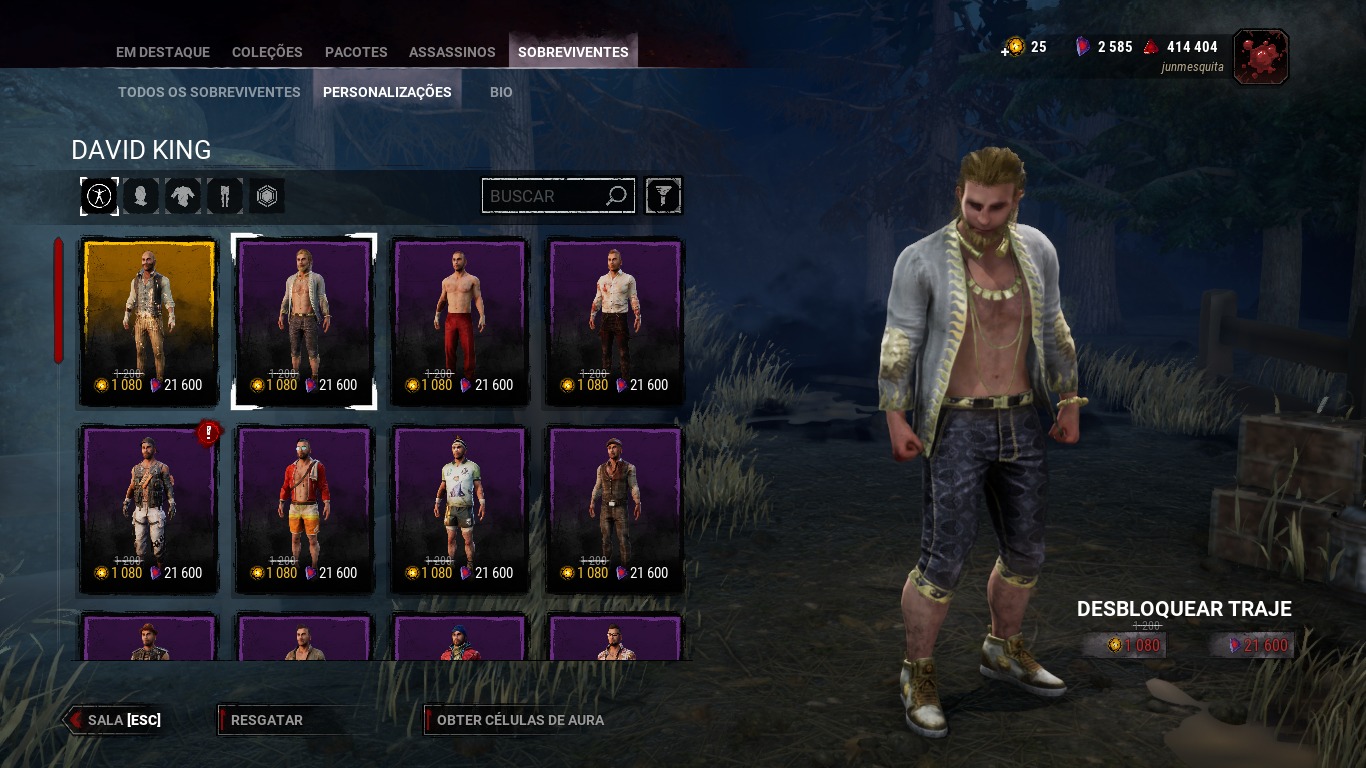 EM DESTAQUE COLEÇÕES PACOTES ASSASSINOS SOBREVIVENTES
25 2 585 414 404
junmesquita
TODOS OS SOBREVIVENTES PERSONALIZAÇÕES BIO
DAVID KING
BUSCAR
1 200 1 200 1 200 1 200
1 080 21 600 1 080 21 600 1 080 21 600 1 080 21 600
1 200 1 200 1 200 1 200
1 080 21 600 1 080 21 600 1 080 21 600 1 080 21 600
DESBLOQUEAR TRAJE
1 200
1 080 21 600
SALA [ESC] RESGATAR OBTER CÉLULAS DE AURA